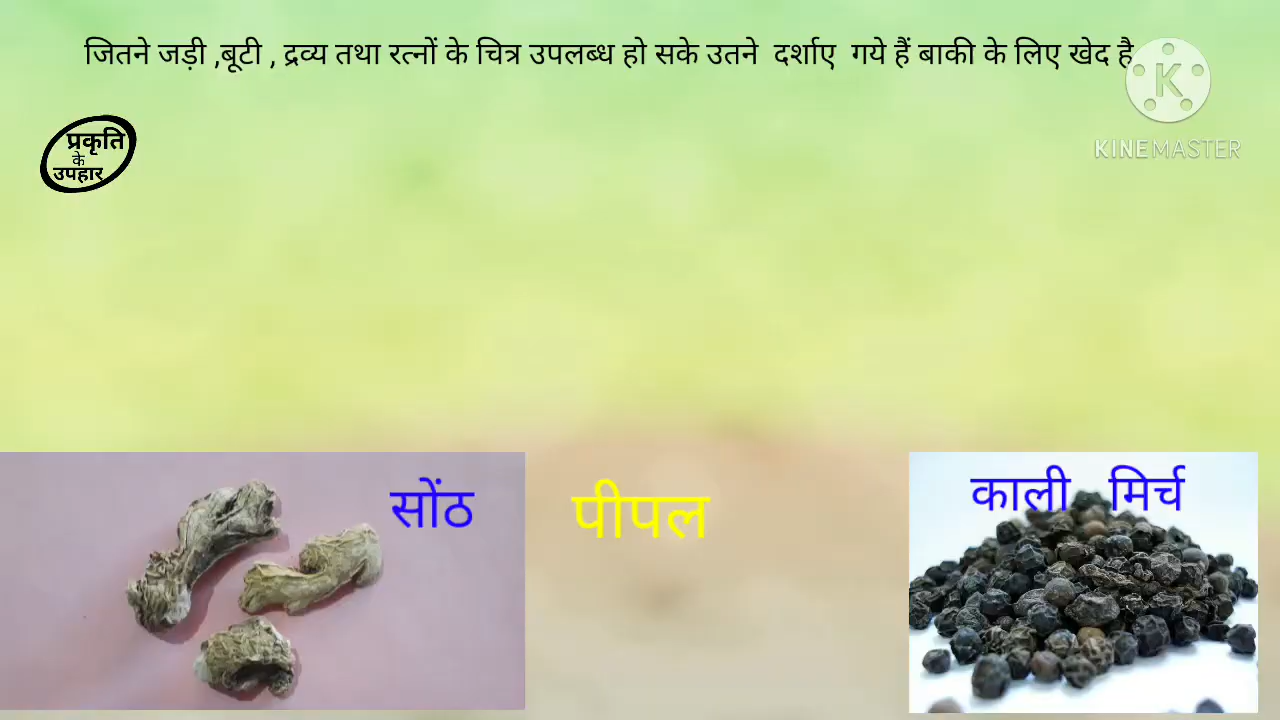 जितने जड़ी ,बूटी , द्रव्य तथा रत्नों के चित्र उपलब्ध हो सके उतने दर्शाए गये हैं बाकी के लिए खेद है
K
KINEMASTER
प्रकृति
के
उपहार
सोंठ
पीपल
काली मिर्च